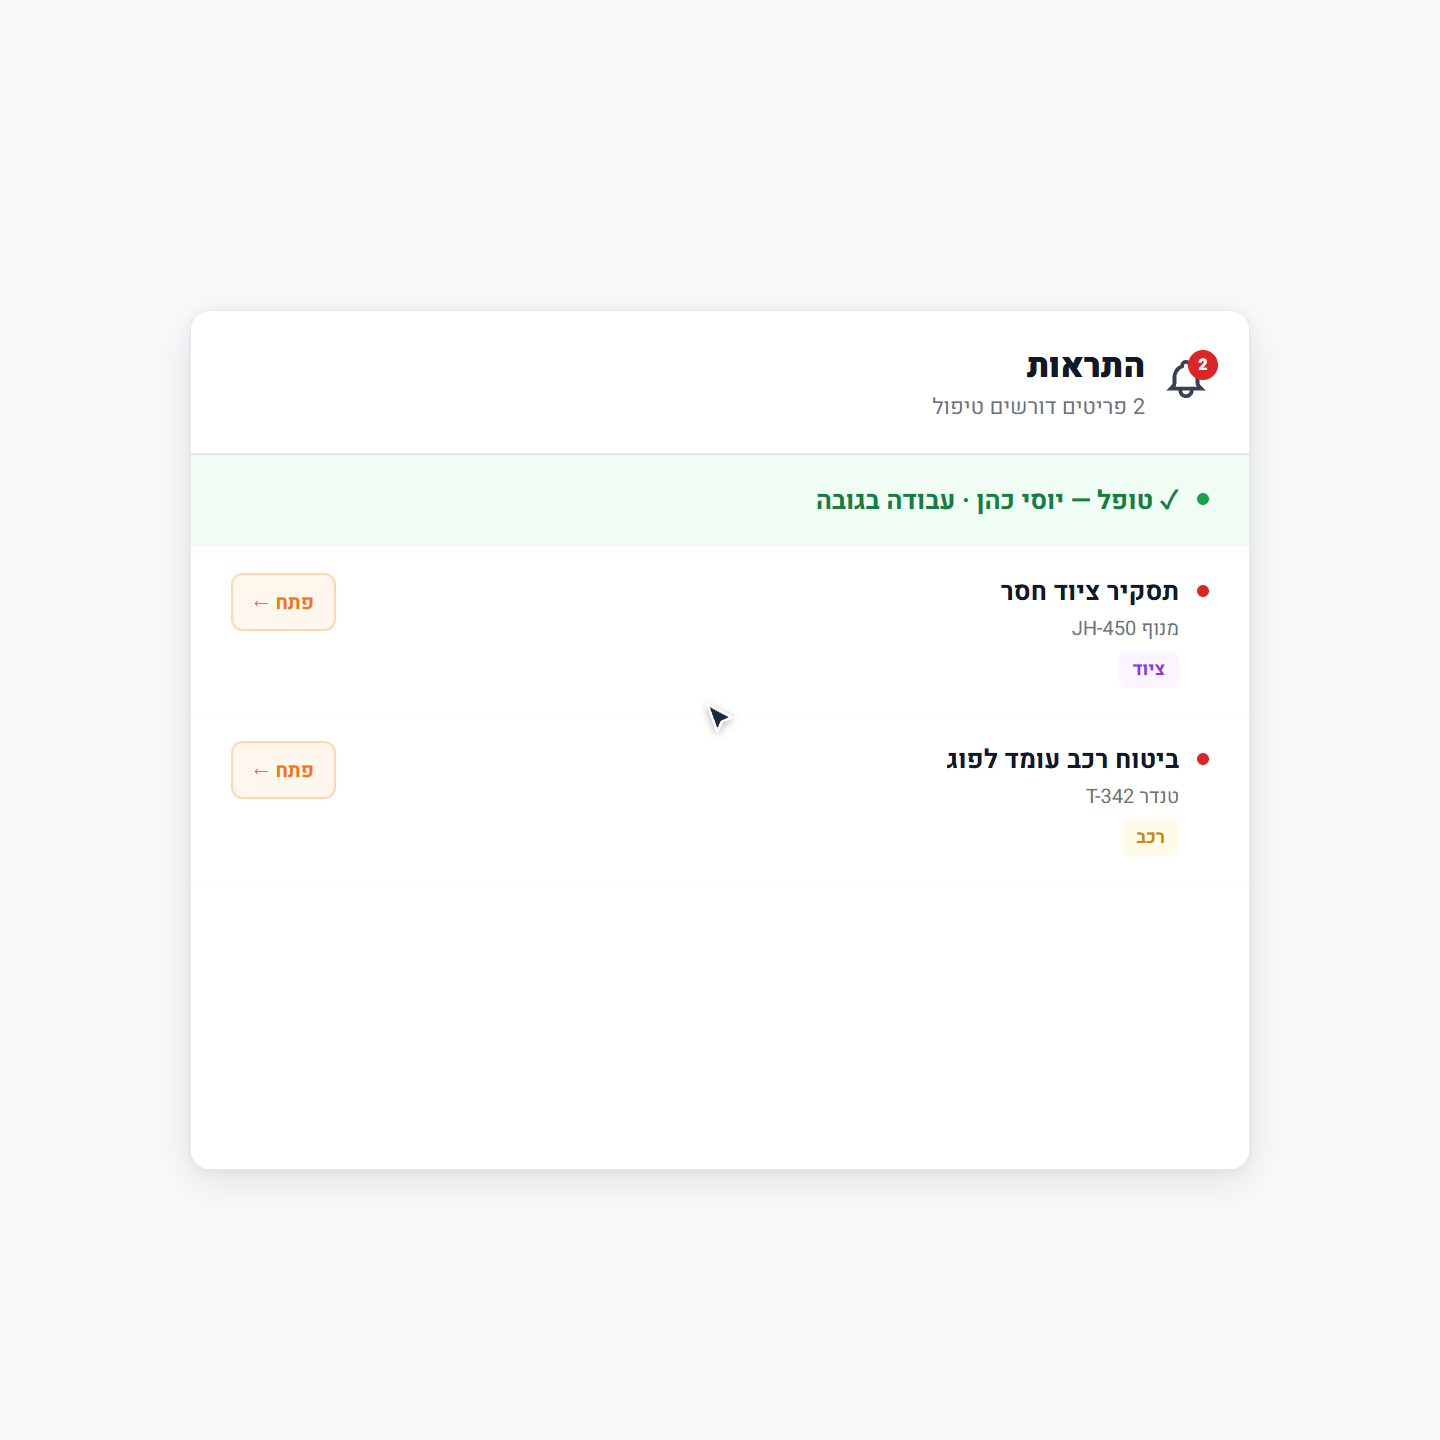 2
התראות
2 פריטים דורשים טיפול
✓ טופל — יוסי כהן · עבודה בגובה
תסקיר ציוד חסר
מנוף JH-450
ציוד
פתח ←
ביטוח רכב עומד לפוג
טנדר T-342
רכב
פתח ←